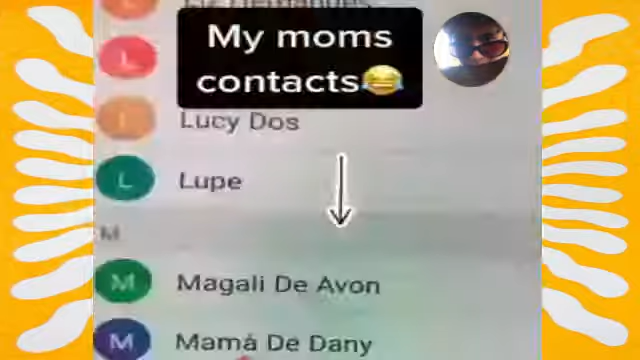 My moms
contacts😂
L
L
Lucy Dos
L
Lupe
M
M
Magali De Avon
M
Mamá De Dany